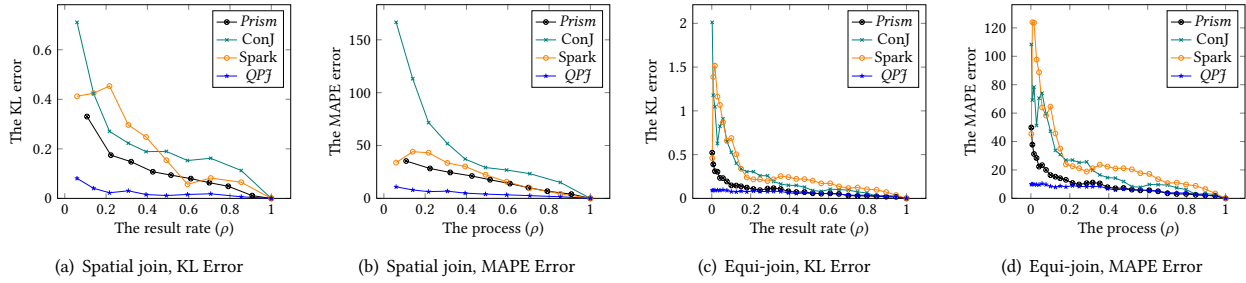 The KL error
0.6
0.4
0.2
0
0
0.2
0.4
0.6
0.8
1
The result rate (ρ)
Prism
ConJ
Spark
QPJ
(a) Spatial join, KL Error
The MAPE error
150
100
50
0
0
0.2
0.4
0.6
0.8
1
The process (ρ)
Prism
ConJ
Spark
QPJ
(b) Spatial join, MAPE Error
The KL error
2
1.5
1
0.5
0
0
0.2
0.4
0.6
0.8
1
The result rate (ρ)
Prism
ConJ
Spark
QPJ
(c) Equi-join, KL Error
The MAPE error
120
100
80
60
40
20
0
0
0.2
0.4
0.6
0.8
1
The process (ρ)
Prism
ConJ
Spark
QPJ
(d) Equi-join, MAPE Error